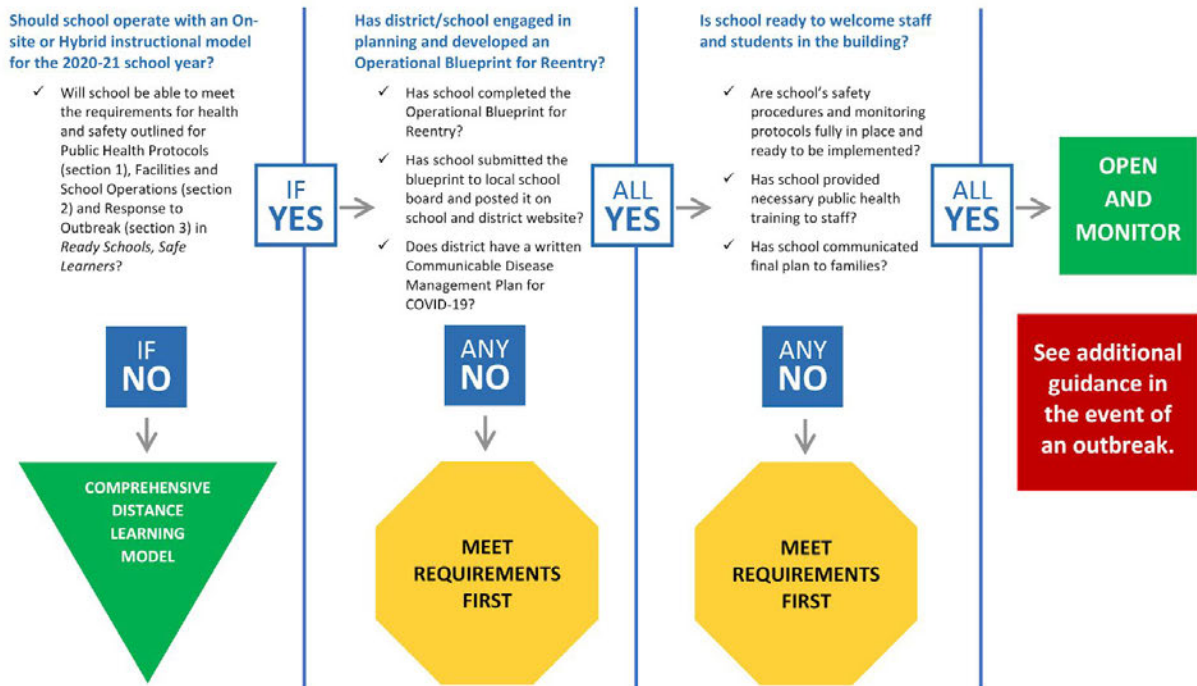 Should school operate with an On-
site or Hybrid instructional model
for the 2020-21 school year?
✓ Will school be able to meet
the requirements for health
and safety outlined for
Public Health Protocols
(section 1), Facilities and
School Operations (section
2) and Response to
Outbreak (section 3) in
Ready Schools, Safe
Learners?
IF
YES
IF
NO
COMPREHENSIVE
DISTANCE
LEARNING
MODEL
Has district/school engaged in
planning and developed an
Operational Blueprint for Reentry?
✓ Has school completed the
Operational Blueprint for
Reentry?
✓ Has school submitted the
blueprint to local school
board and posted it on
school and district website?
✓ Does district have a written
Communicable Disease
Management Plan for
COVID-19?
ALL
YES
ANY
NO
MEET
REQUIREMENTS
FIRST
Is school ready to welcome staff
and students in the building?
✓ Are school's safety
procedures and monitoring
protocols fully in place and
ready to be implemented?
✓ Has school provided
necessary public health
training to staff?
✓ Has school communicated
final plan to families?
ALL
YES
ANY
NO
MEET
REQUIREMENTS
FIRST
OPEN
AND
MONITOR
See additional
guidance in
the event of
an outbreak.